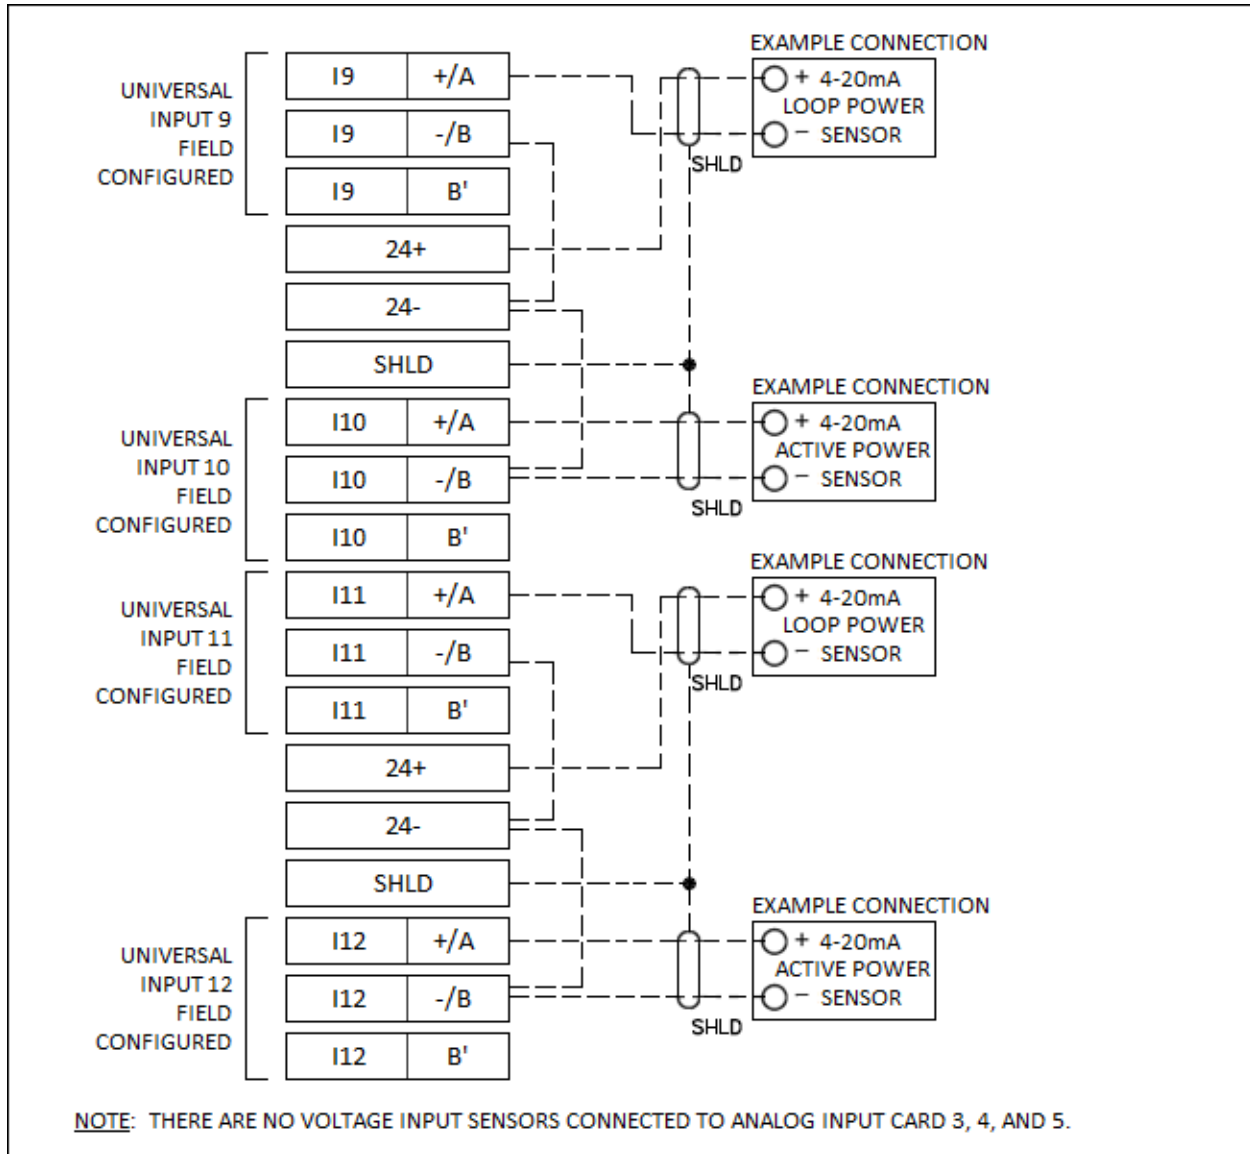 UNIVERSAL
INPUT 9
FIELD
CONFIGURED
I9 +/A
I9 -/B
I9 B'
24+
24-
SHLD
EXAMPLE CONNECTION
+ 4-20mA
LOOP POWER
− SENSOR
SHLD
UNIVERSAL
INPUT 10
FIELD
CONFIGURED
I10 +/A
I10 -/B
I10 B'
EXAMPLE CONNECTION
+ 4-20mA
ACTIVE POWER
− SENSOR
SHLD
UNIVERSAL
INPUT 11
FIELD
CONFIGURED
I11 +/A
I11 -/B
I11 B'
24+
24-
SHLD
EXAMPLE CONNECTION
+ 4-20mA
LOOP POWER
− SENSOR
SHLD
UNIVERSAL
INPUT 12
FIELD
CONFIGURED
I12 +/A
I12 -/B
I12 B'
EXAMPLE CONNECTION
+ 4-20mA
ACTIVE POWER
− SENSOR
SHLD
NOTE: THERE ARE NO VOLTAGE INPUT SENSORS CONNECTED TO ANALOG INPUT CARD 3, 4, AND 5.